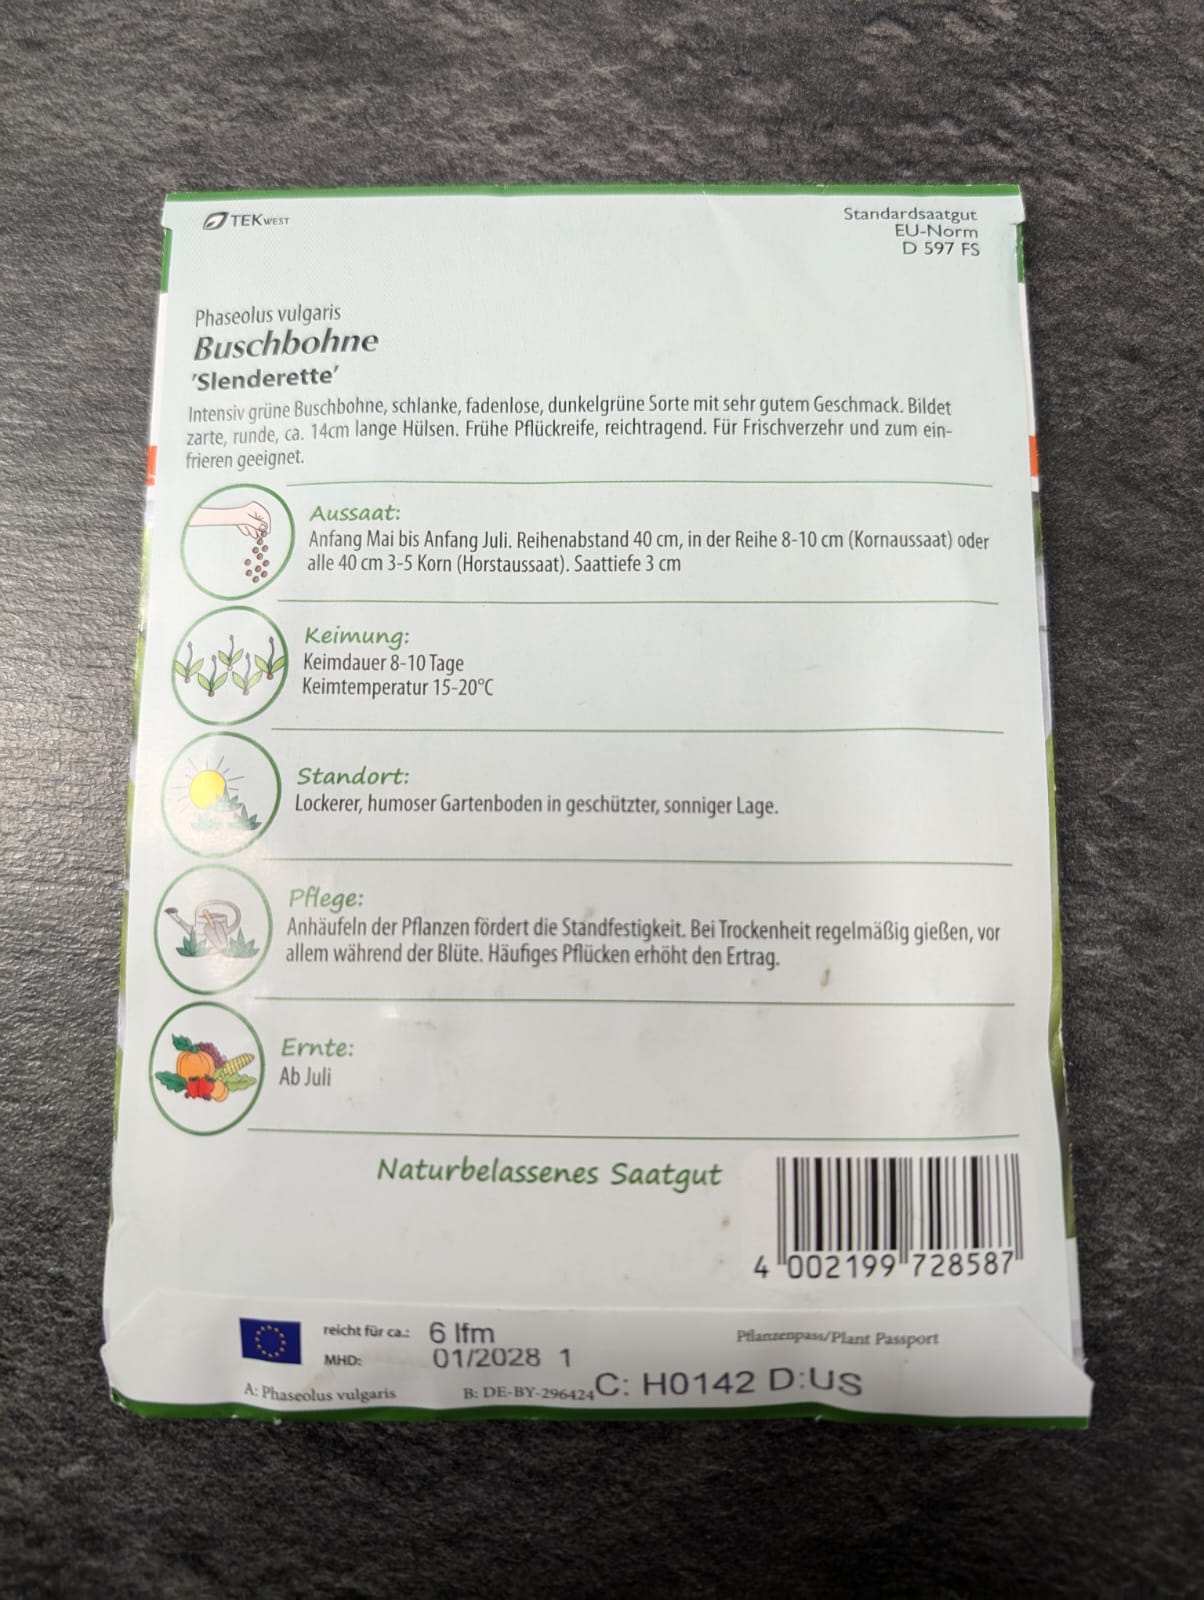 TEKWEST
Standardsaatgut
EU-Norm
D 597 FS
Phaseolus vulgaris
Buschbohne
'Slenderette'
Intensiv grüne Buschbohne, schlanke, fadenlose, dunkelgrüne Sorte mit sehr gutem Geschmack. Bildet
zarte, runde, ca. 14cm lange Hülsen. Frühe Pflückreife, reichtragend. Für Frischverzehr und zum ein-
frieren geeignet.
Aussaat:
Anfang Mai bis Anfang Juli. Reihenabstand 40 cm, in der Reihe 8-10 cm (Kornaussaat) oder
alle 40 cm 3-5 Korn (Horstaussaat). Saattiefe 3 cm
Keimung:
Keimdauer 8-10 Tage
Keimtemperatur 15-20°C
Standort:
Lockerer, humoser Gartenboden in geschützter, sonniger Lage.
Pflege:
Anhäufeln der Pflanzen fördert die Standfestigkeit. Bei Trockenheit regelmäßig gießen, vor
allem während der Blüte. Häufiges Pflücken erhöht den Ertrag.
Ernte:
Ab Juli
Naturbelassenes Saatgut
4 002199 728587
reicht für ca.: 6 lfm
MHD: 01/2028 1
Pflanzenpass/Plant Passport
A: Phaseolus vulgaris B: DE-BY-296424 C: H0142 D:US